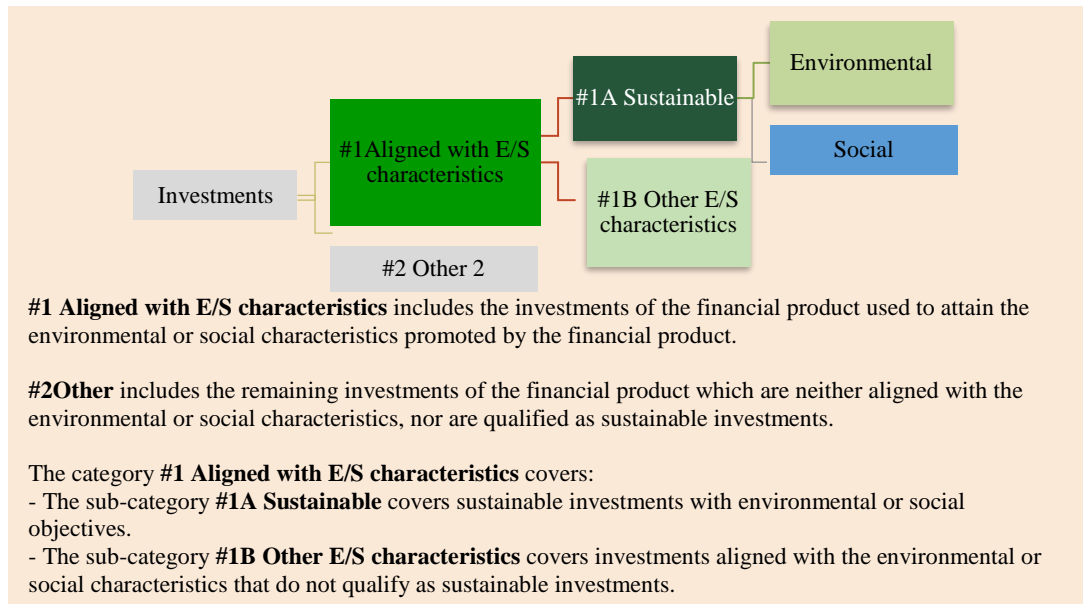 Environmental
#1A Sustainable
#1Aligned with E/S
characteristics
Social
Investments
#1B Other E/S
characteristics
#2 Other 2
#1 Aligned with E/S characteristics includes the investments of the financial product used to attain the
environmental or social characteristics promoted by the financial product.
#2Other includes the remaining investments of the financial product which are neither aligned with the
environmental or social characteristics, nor are qualified as sustainable investments.
The category #1 Aligned with E/S characteristics covers:
- The sub-category #1A Sustainable covers sustainable investments with environmental or social
objectives.
- The sub-category #1B Other E/S characteristics covers investments aligned with the environmental or
social characteristics that do not qualify as sustainable investments.